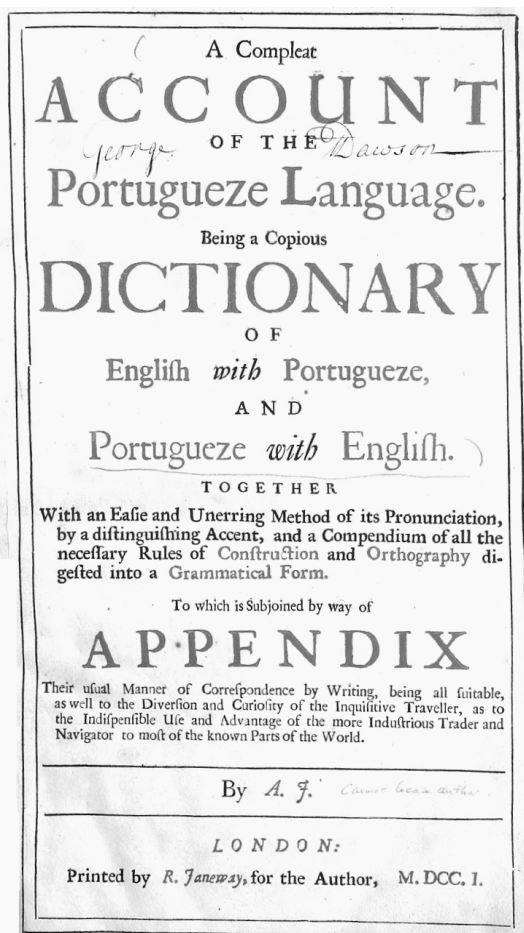 A Compleat
ACCOUNT
OF THE
George Dawson
Portugueze Language.
Being a Copious
DICTIONARY
OF
Engliſh with Portugueze,
AND
Portugueze with Engliſh.
TOGETHER
With an Eaſie and Unerring Method of its Pronunciation,
by a diſtinguiſhing Accent, and a Compendium of all the
neceſſary Rules of Conſtruction and Orthography di-
geſted into a Grammatical Form.
To which is Subjoined by way of
APPENDIX
Their uſual Manner of Correſpondence by Writing, being all ſuitable,
as well to the Diverſion and Curioſity of the Inquiſitive Traveller, as to
the Indiſpenſible Uſe and Advantage of the more Induſtrious Trader and
Navigator to moſt of the known Parts of the World.
By A. J.
LONDON:
Printed by R. Janeway, for the Author, M. DCC. I.